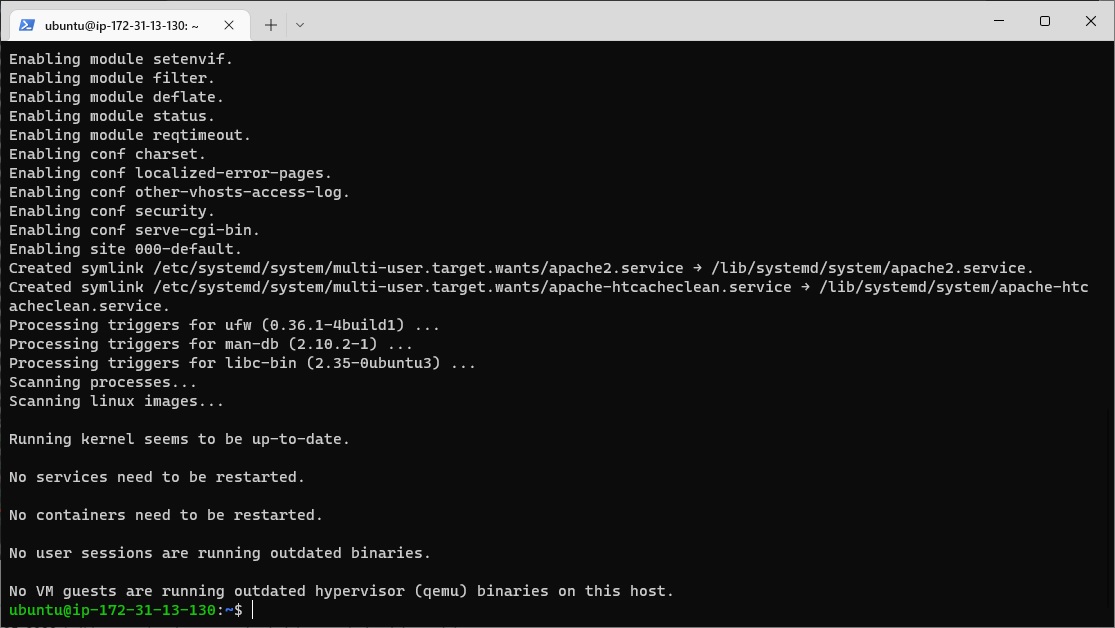 ubuntu@ip-172-31-13-130: ~
Enabling module setenvif.
Enabling module filter.
Enabling module deflate.
Enabling module status.
Enabling module reqtimeout.
Enabling conf charset.
Enabling conf localized-error-pages.
Enabling conf other-vhosts-access-log.
Enabling conf security.
Enabling conf serve-cgi-bin.
Enabling site 000-default.
Created symlink /etc/systemd/system/multi-user.target.wants/apache2.service → /lib/systemd/system/apache2.service.
Created symlink /etc/systemd/system/multi-user.target.wants/apache-htcacheclean.service → /lib/systemd/system/apache-htc
acheclean.service.
Processing triggers for ufw (0.36.1-4build1) ...
Processing triggers for man-db (2.10.2-1) ...
Processing triggers for libc-bin (2.35-0ubuntu3) ...
Scanning processes...
Scanning linux images...
Running kernel seems to be up-to-date.
No services need to be restarted.
No containers need to be restarted.
No user sessions are running outdated binaries.
No VM guests are running outdated hypervisor (qemu) binaries on this host.
ubuntu@ip-172-31-13-130:~$